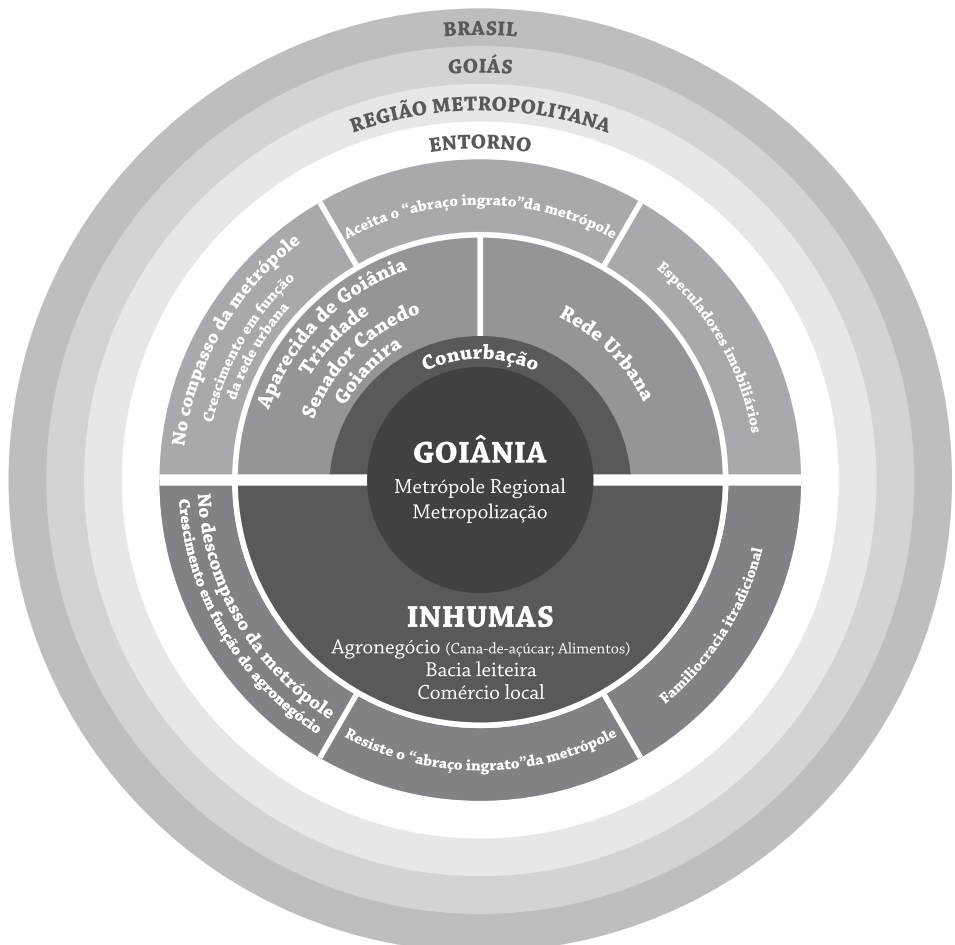 BRASIL
GOIÁS
REGIÃO METROPOLITANA
ENTORNO
Aceita o “abraço ingrato”da metrópole
No compasso da metrópole
Crescimento em função
da rede urbana
Especuladores imobiliários
Aparecida de Goiânia
Trindade
Senador Canedo
Goianira
Rede Urbana
Conurbação
GOIÂNIA
Metrópole Regional
Metropolização
INHUMAS
Agronegócio (Cana-de-açúcar; Alimentos)
Bacia leiteira
Comércio local
No descompasso da metrópole
Crescimento em função do agronegócio
Resiste o “abraço ingrato”da metrópole
Familiocracia itradicional